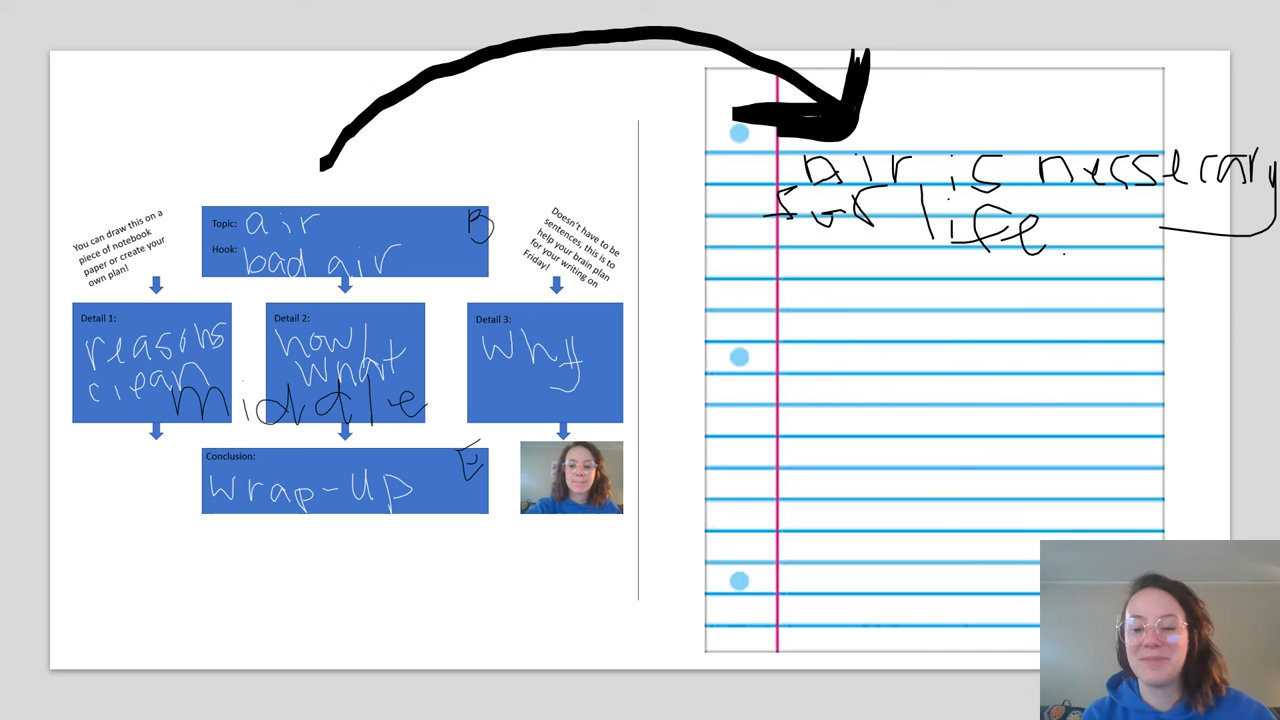 You can draw this on a
piece of notebook
paper or create your
own plan!
Topic: air
Hook: bad air
B
Doesn't have to be
sentences, this is to
help your brain plan
for your writing on
Friday!
Detail 1:
reasons
clean
Detail 2:
how/
what
Detail 3:
why
middle
Conclusion:
wrap-up
E
Air is necssecary
for life.